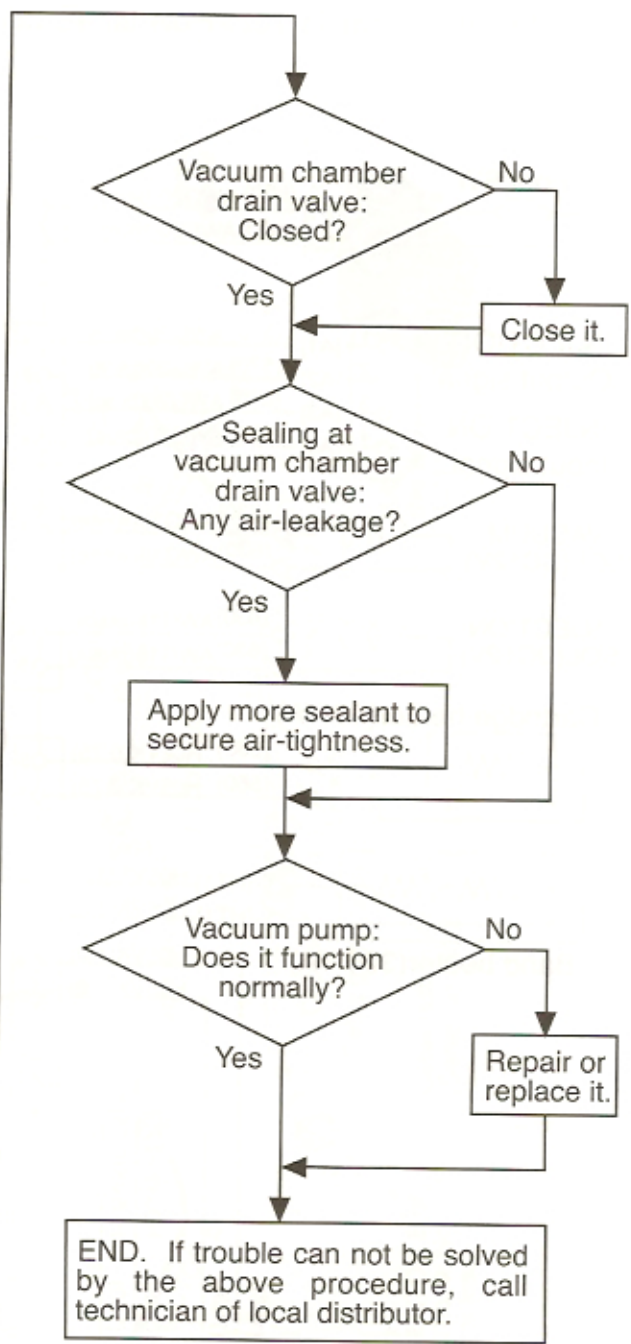 Vacuum chamber
drain valve:
Closed?
No
Yes
Close it.
Sealing at
vacuum chamber
drain valve:
Any air-leakage?
No
Yes
Apply more sealant to
secure air-tightness.
Vacuum pump:
Does it function
normally?
No
Yes
Repair or
replace it.
END. If trouble can not be solved
by the above procedure, call
technician of local distributor.